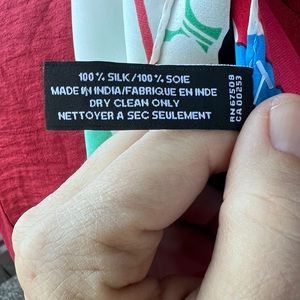 100% SILK/100% SOIE
MADE IN INDIA/FABRIQUE EN INDE
DRY CLEAN ONLY
NETTOYER A SEC SEULEMENT
RN 67508
CA 00253